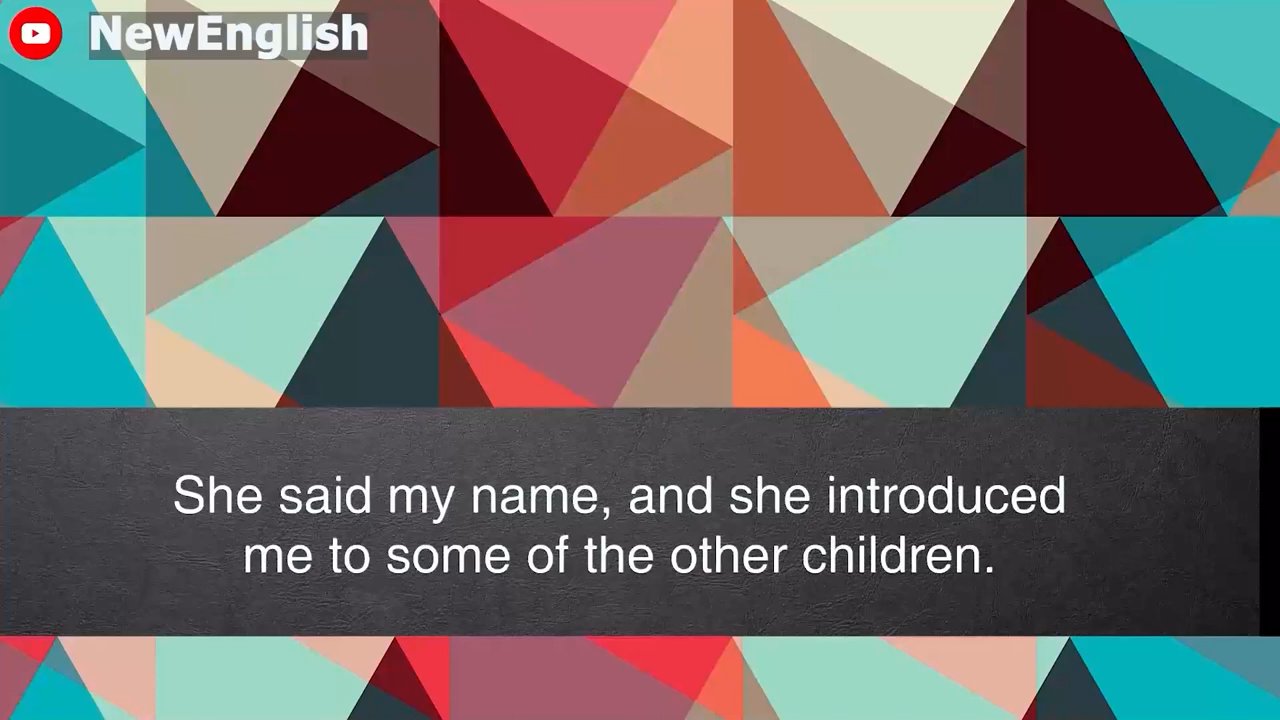 NewEnglish
She said my name, and she introduced
me to some of the other children.